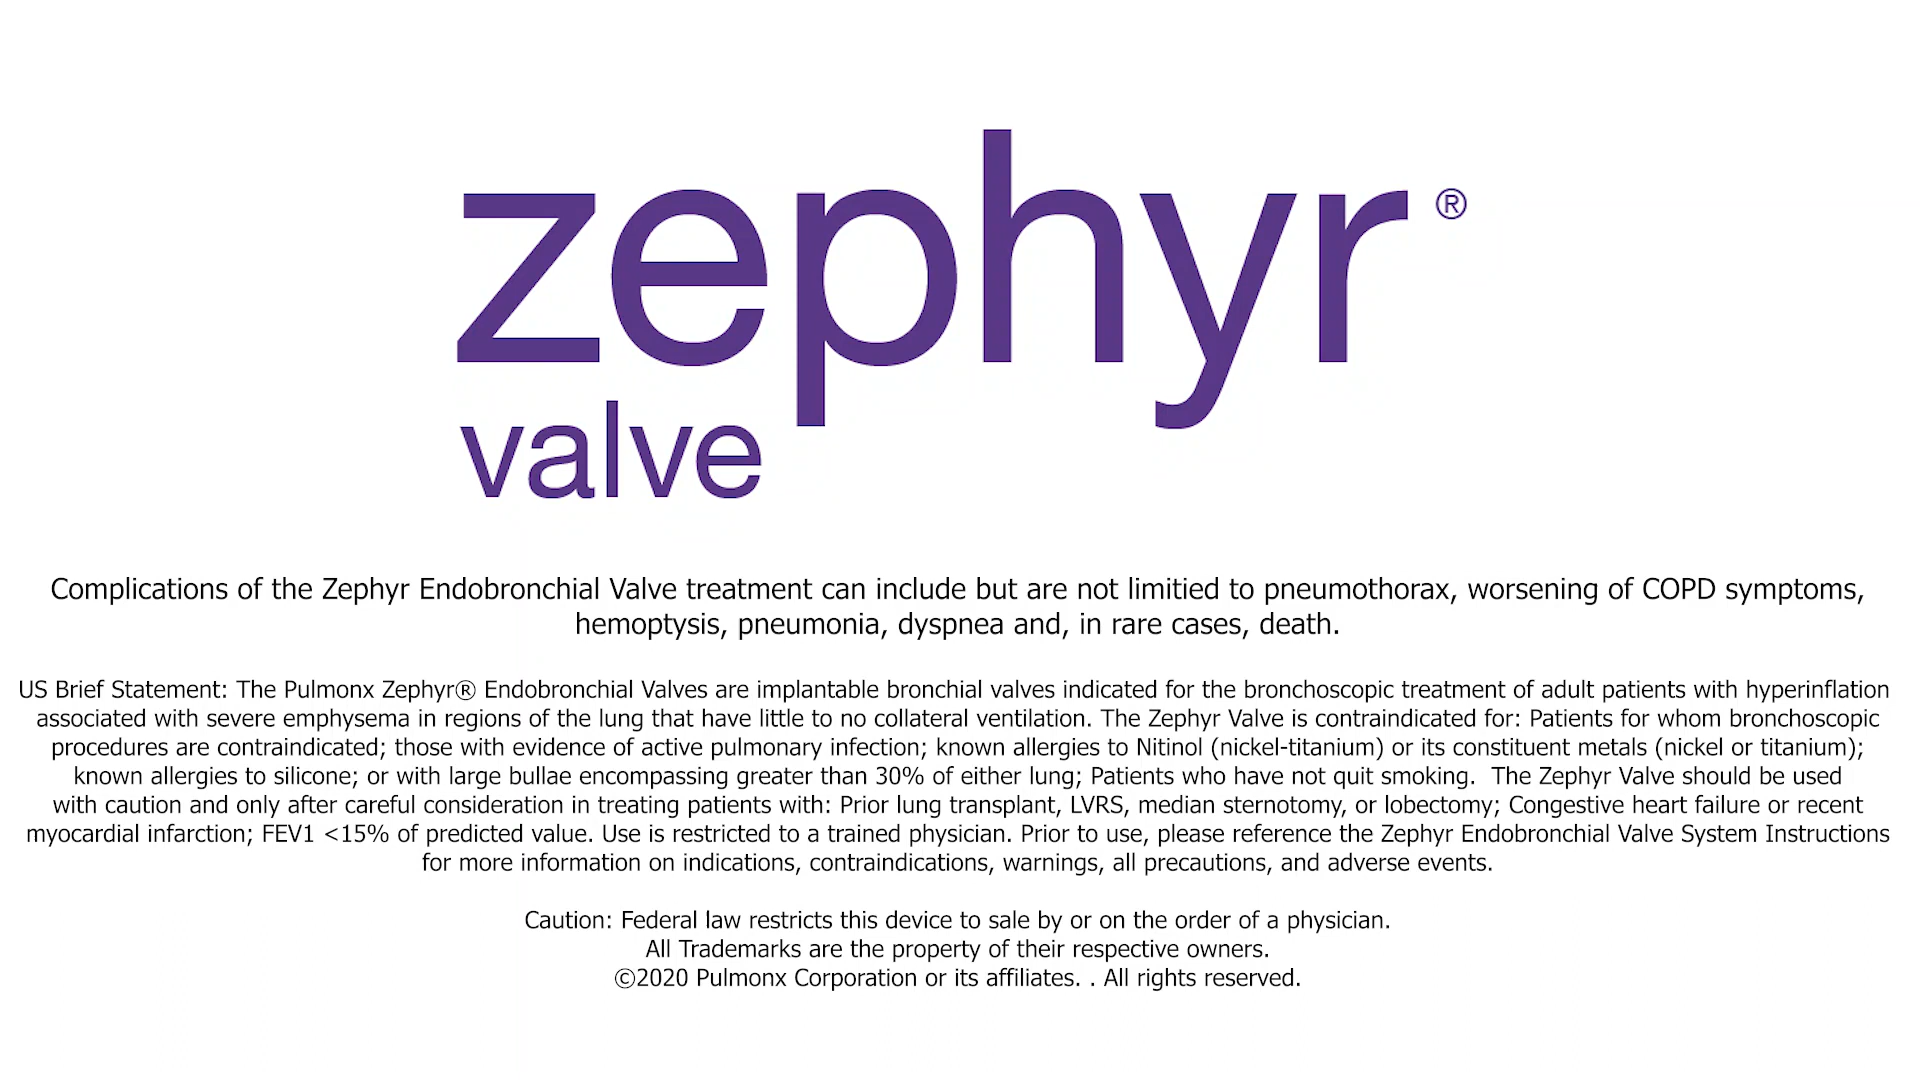 zephyr®
valve
Complications of the Zephyr Endobronchial Valve treatment can include but are not limitied to pneumothorax, worsening of COPD symptoms,
hemoptysis, pneumonia, dyspnea and, in rare cases, death.
US Brief Statement: The Pulmonx Zephyr® Endobronchial Valves are implantable bronchial valves indicated for the bronchoscopic treatment of adult patients with hyperinflation
associated with severe emphysema in regions of the lung that have little to no collateral ventilation. The Zephyr Valve is contraindicated for: Patients for whom bronchoscopic
procedures are contraindicated; those with evidence of active pulmonary infection; known allergies to Nitinol (nickel-titanium) or its constituent metals (nickel or titanium);
known allergies to silicone; or with large bullae encompassing greater than 30% of either lung; Patients who have not quit smoking.  The Zephyr Valve should be used
with caution and only after careful consideration in treating patients with: Prior lung transplant, LVRS, median sternotomy, or lobectomy; Congestive heart failure or recent
myocardial infarction; FEV1 <15% of predicted value. Use is restricted to a trained physician. Prior to use, please reference the Zephyr Endobronchial Valve System Instructions
for more information on indications, contraindications, warnings, all precautions, and adverse events.
Caution: Federal law restricts this device to sale by or on the order of a physician.
All Trademarks are the property of their respective owners.
©2020 Pulmonx Corporation or its affiliates. . All rights reserved.